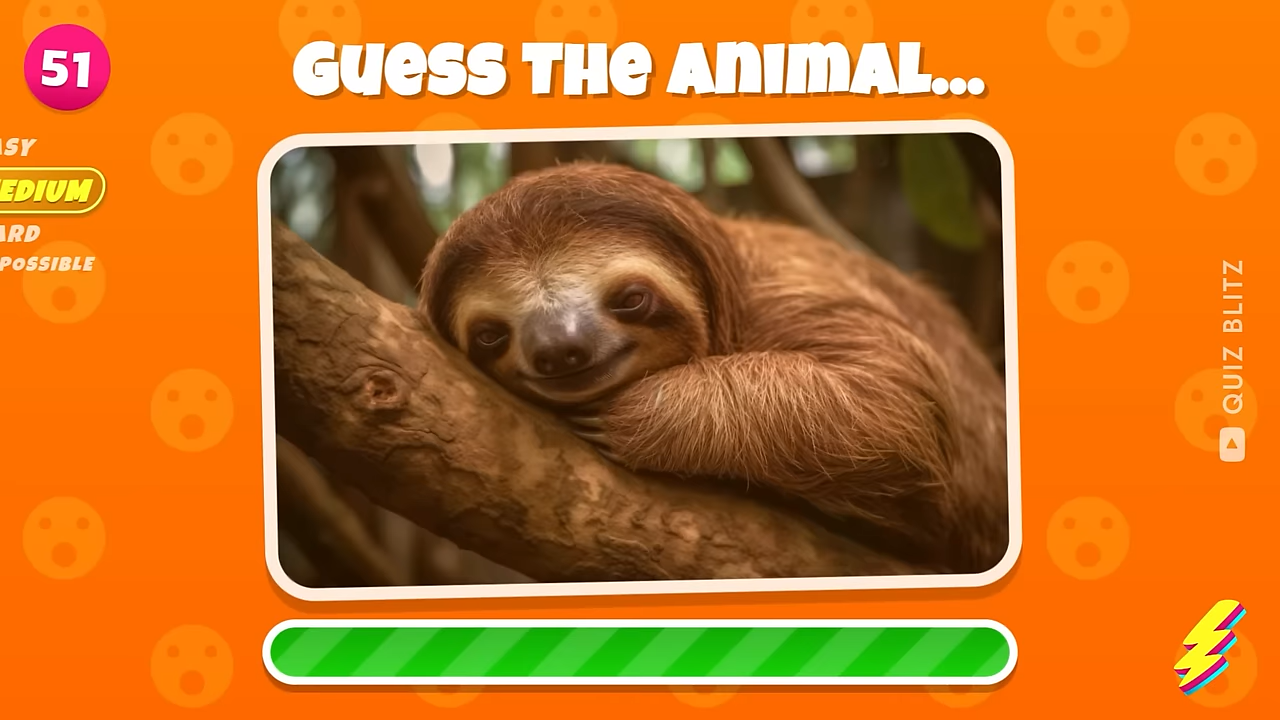 51
GUESS THE ANIMAL...
ASY
EDIUM
ARD
POSSIBLE
QUIZ BLITZ